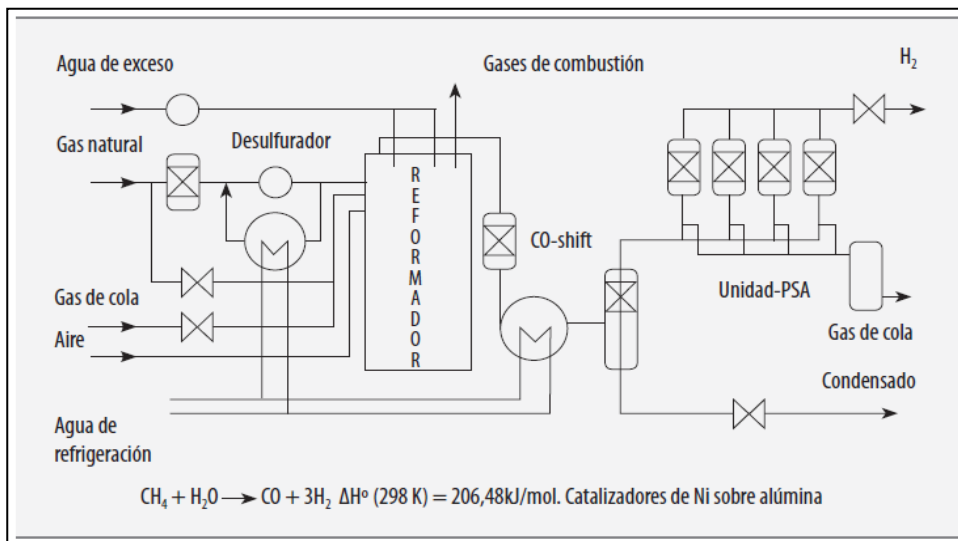 Agua de exceso
Gases de combustión
H₂
Gas natural
Desulfurador
REFORMADOR
CO-shift
Unidad-PSA
Gas de cola
Gas de cola
Aire
Condensado
Agua de
refrigeración
CH₄ + H₂O ⟶ CO + 3H₂ ΔHº (298 K) = 206,48kJ/mol. Catalizadores de Ni sobre alúmina